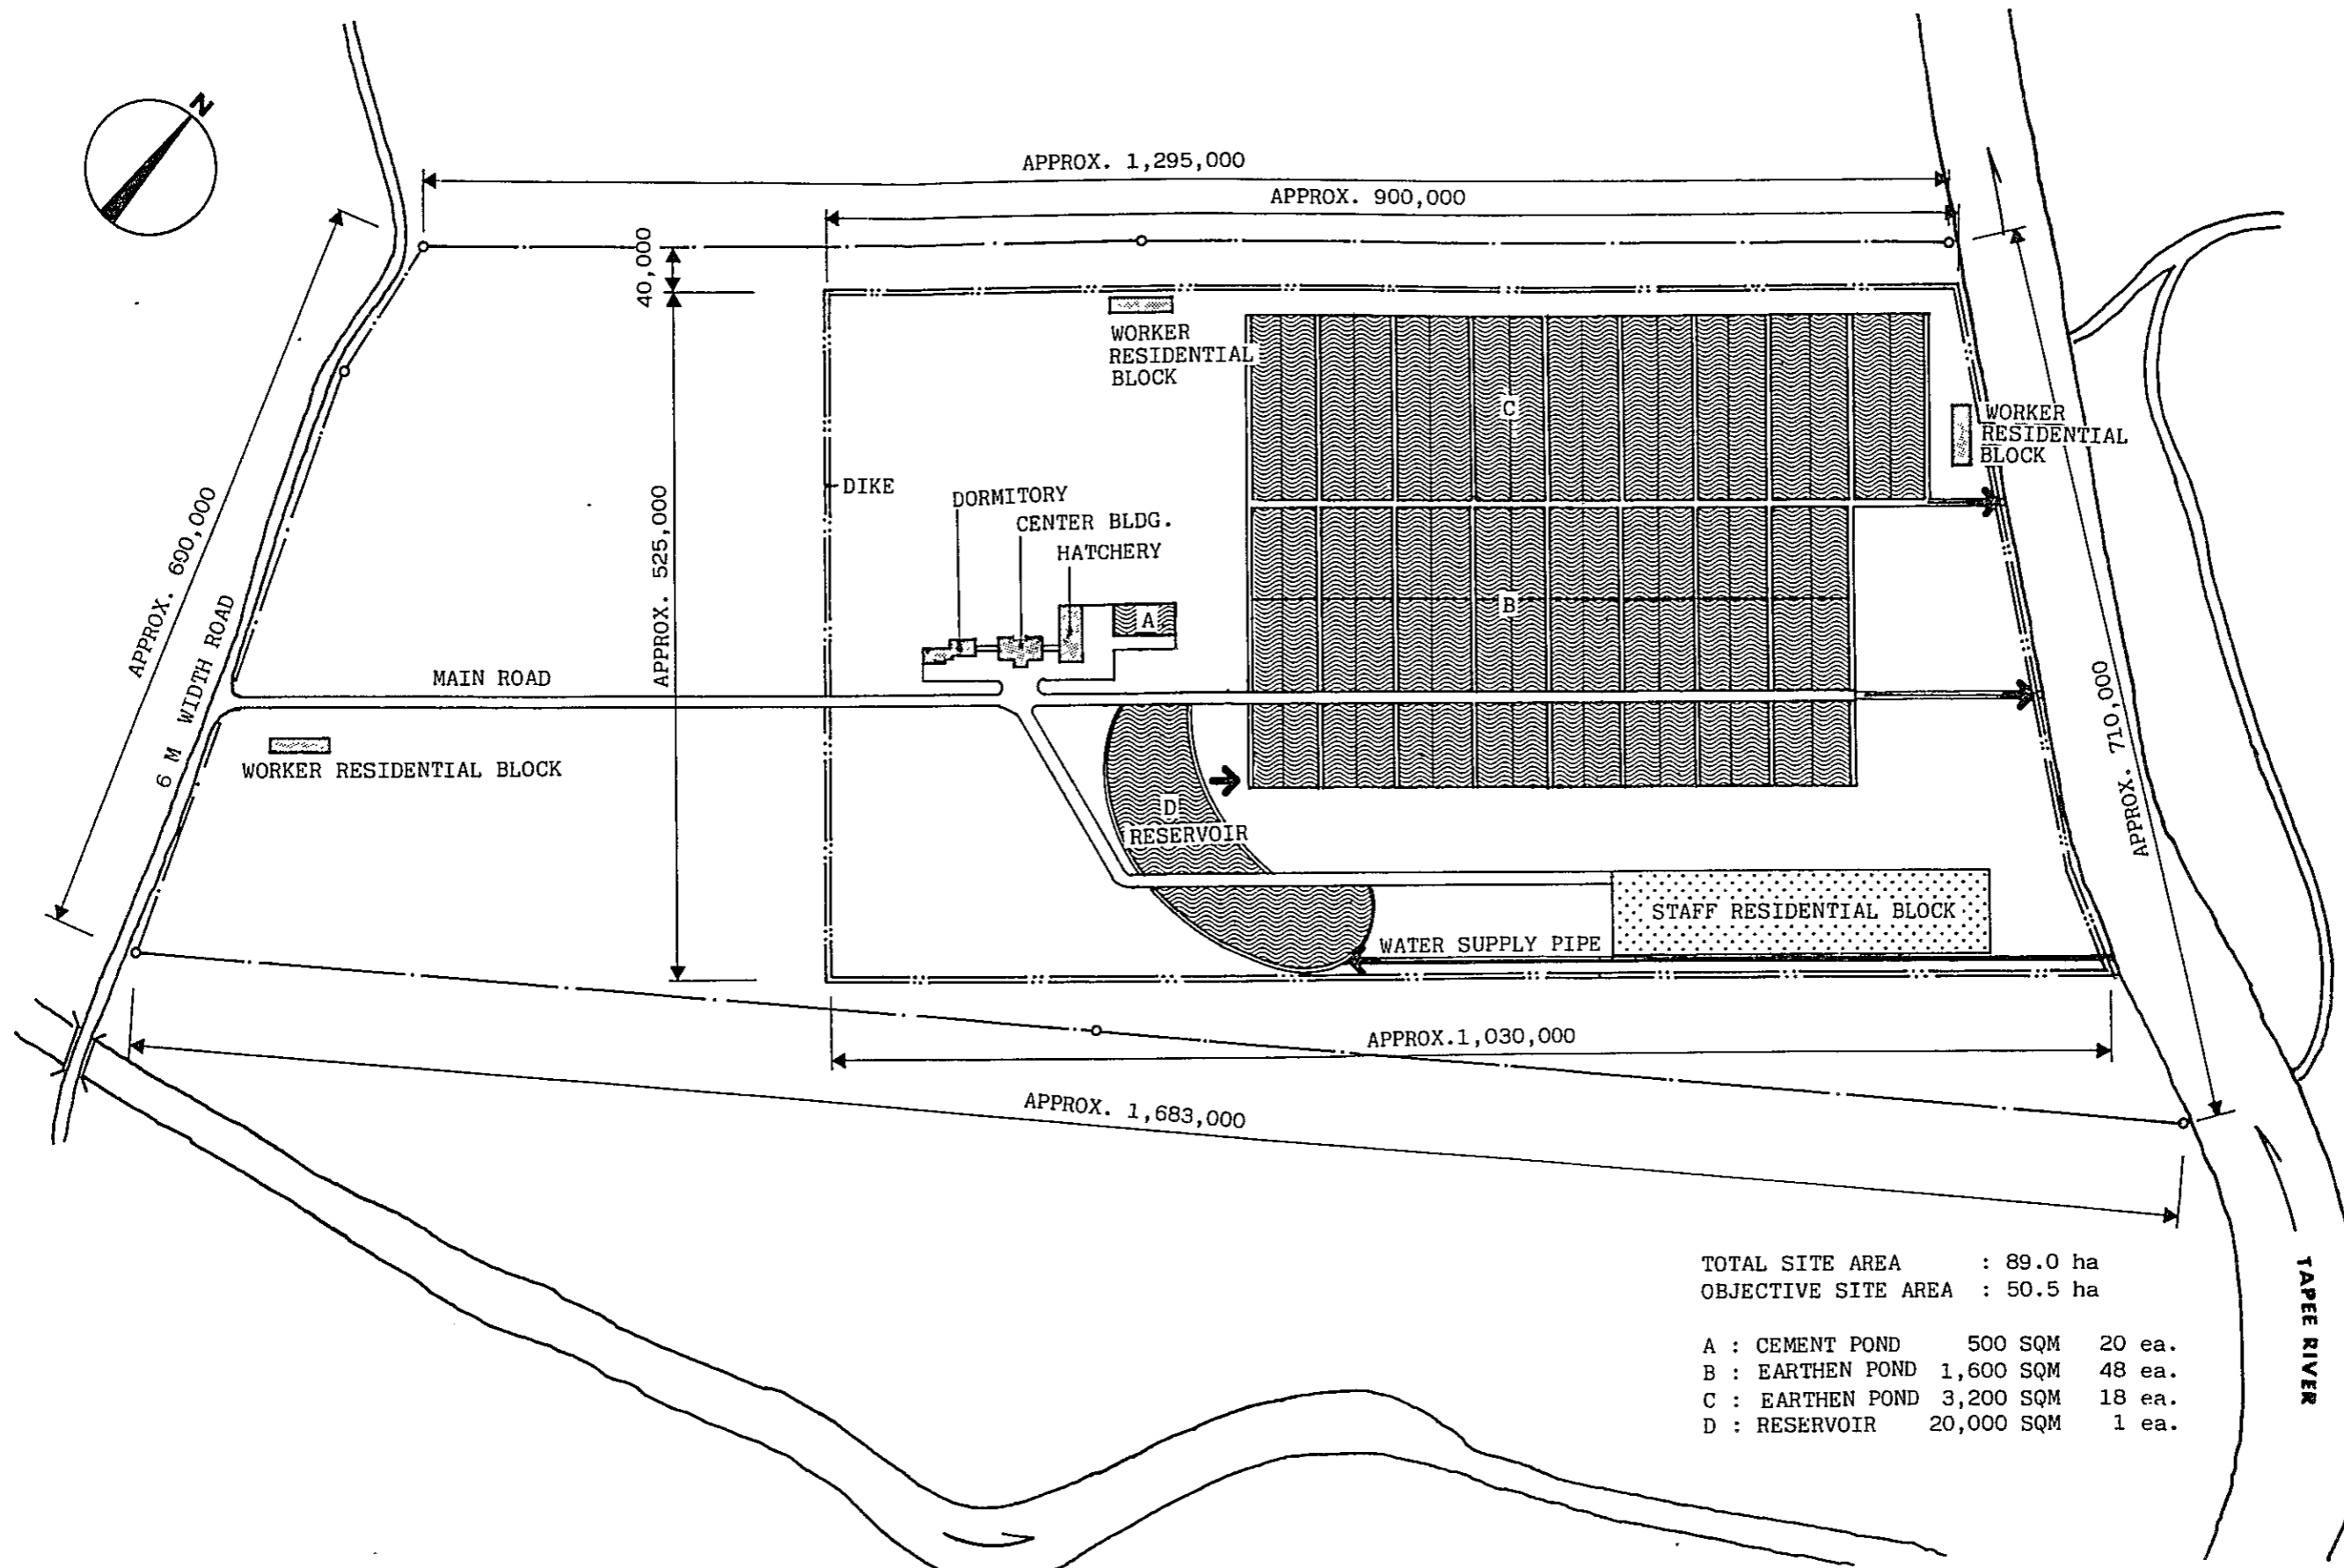 N
APPROX. 1,295,000
APPROX. 900,000
40,000
WORKER
RESIDENTIAL
BLOCK
C
WORKER
RESIDENTIAL
BLOCK
DIKE
DORMITORY
CENTER BLDG.
HATCHERY
APPROX. 690,000
APPROX. 525,000
A
B
6 M WIDTH ROAD
MAIN ROAD
APPROX. 710,000
WORKER RESIDENTIAL BLOCK
D
RESERVOIR
STAFF RESIDENTIAL BLOCK
WATER SUPPLY PIPE
APPROX.1,030,000
APPROX. 1,683,000
TAPEE RIVER
TOTAL SITE AREA : 89.0 ha
OBJECTIVE SITE AREA : 50.5 ha
A : CEMENT POND 500 SQM 20 ea.
B : EARTHEN POND 1,600 SQM 48 ea.
C : EARTHEN POND 3,200 SQM 18 ea.
D : RESERVOIR 20,000 SQM 1 ea.